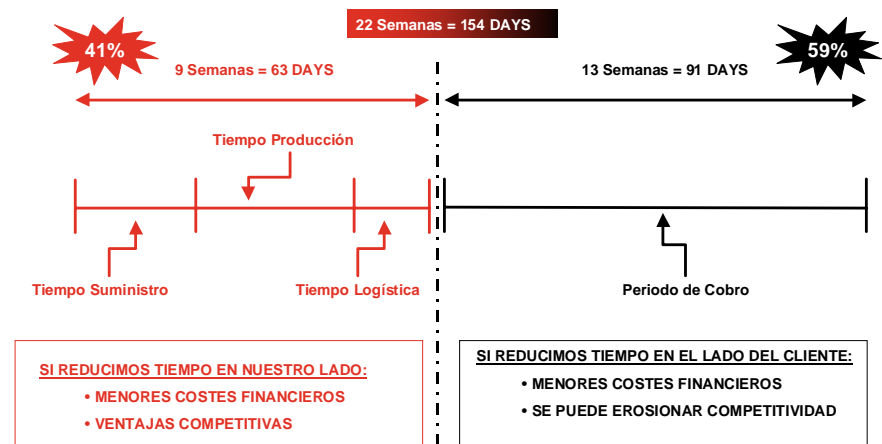 22 Semanas = 154 DAYS
41%
59%
9 Semanas = 63 DAYS
13 Semanas = 91 DAYS
Tiempo Producción
Tiempo Suministro
Tiempo Logística
Periodo de Cobro
SI REDUCIMOS TIEMPO EN NUESTRO LADO:
• MENORES COSTES FINANCIEROS
• VENTAJAS COMPETITIVAS
SI REDUCIMOS TIEMPO EN EL LADO DEL CLIENTE:
• MENORES COSTES FINANCIEROS
• SE PUEDE EROSIONAR COMPETITIVIDAD